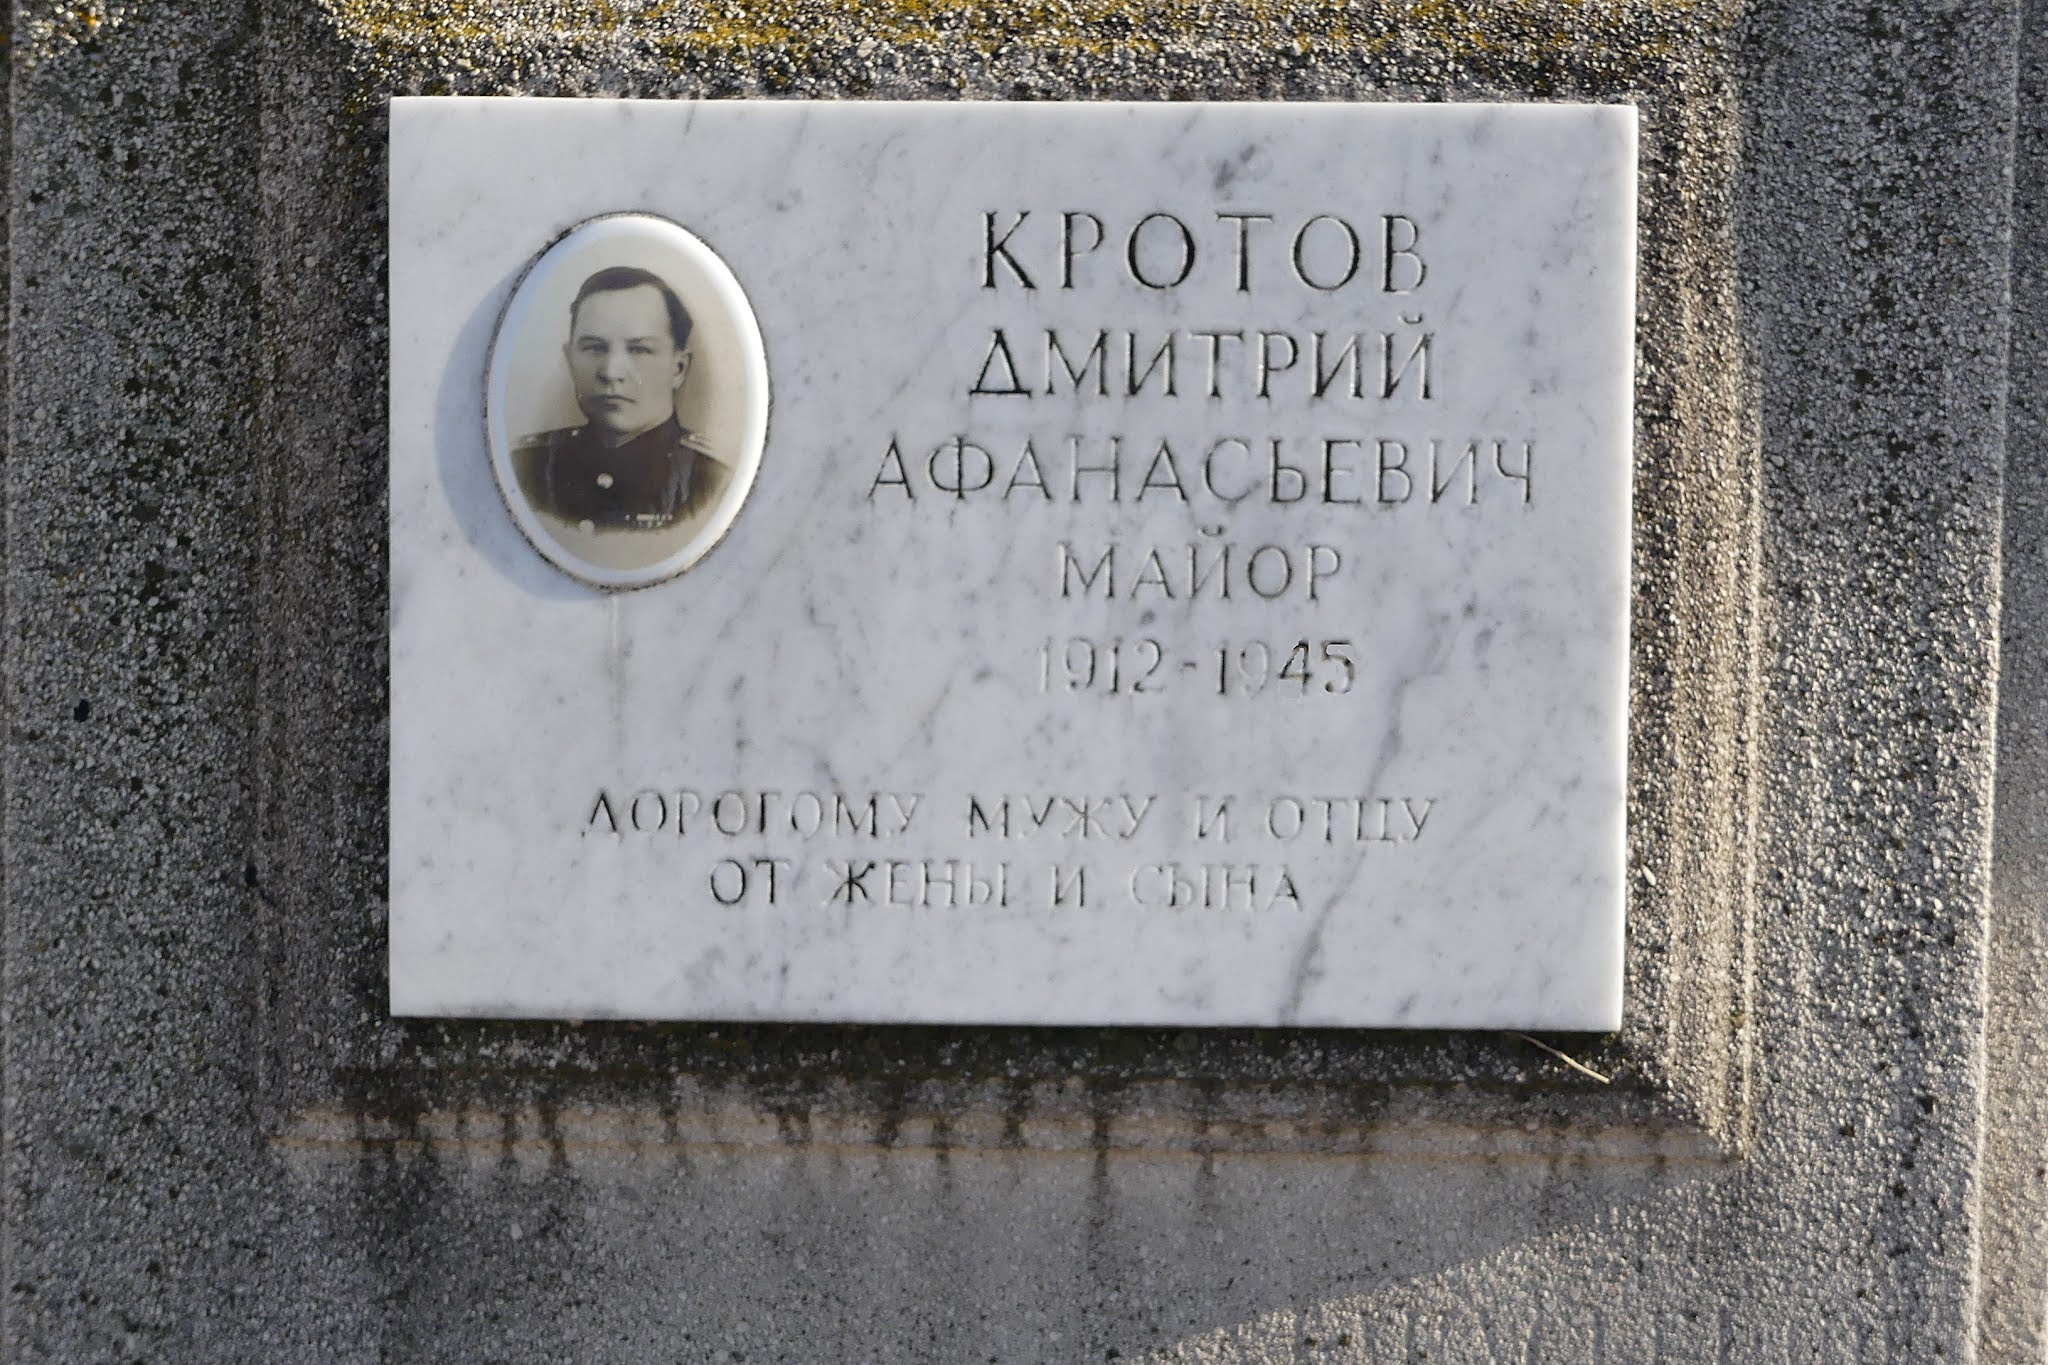 КРОТОВ
ДМИТРИЙ
АФАНАСЬЕВИЧ
МАЙОР
1912-1945
ДОРОГОМУ МУЖУ И ОТЦУ
ОТ ЖЕНЫ И СЫНА